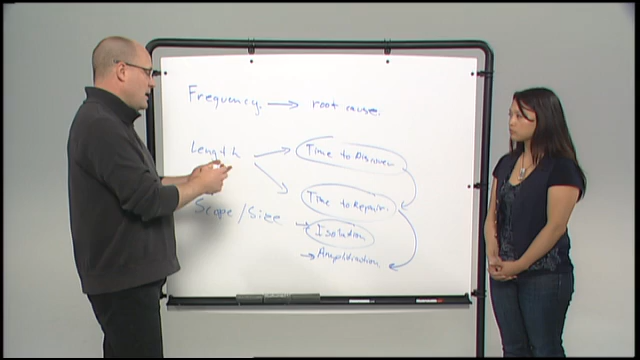 Frequency. → root cause.
Length → Time to Discover
→ Time to Repair.
Scope/Size → Isolation
→ Amplification